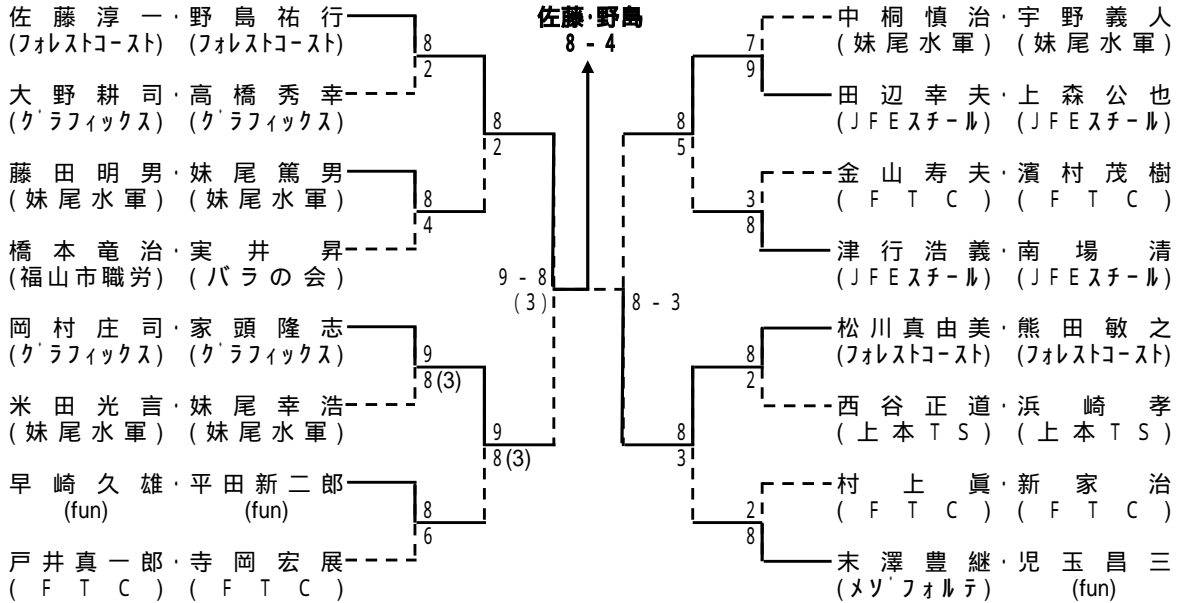 佐藤・野島
8 - 4
佐藤淳一・野島祐行
(フォレストコースト) (フォレストコースト)
8
2
大野耕司・高橋秀幸
(グラフィックス) (グラフィックス)
8
2
藤田明男・妹尾篤男
(妹尾水軍) (妹尾水軍)
8
4
橋本竜治・実井昇
(福山市職労) (バラの会)
9 - 8
(3)
岡村庄司・家頭隆志
(グラフィックス) (グラフィックス)
9
8(3)
米田光言・妹尾幸浩
(妹尾水軍) (妹尾水軍)
9
8(3)
早崎久雄・平田新二郎
(fun) (fun)
8
6
戸井真一郎・寺岡宏展
(FTC) (FTC)
中桐慎治・宇野義人
(妹尾水軍) (妹尾水軍)
7
9
田辺幸夫・上森公也
(JFEスチール) (JFEスチール)
8
5
金山寿夫・濱村茂樹
(FTC) (FTC)
3
8
津行浩義・南場清
(JFEスチール) (JFEスチール)
8 - 3
松川真由美・熊田敏之
(フォレストコースト) (フォレストコースト)
8
2
西谷正道・浜崎孝
(上本TS) (上本TS)
8
3
村上眞・新家治
(FTC) (FTC)
2
8
末澤豊継・児玉昌三
(メゾフォルテ) (fun)